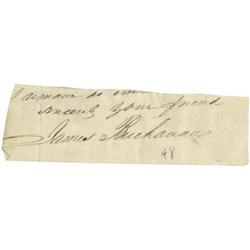 I remain as ever
sincerely your friend
James Buchanan
48